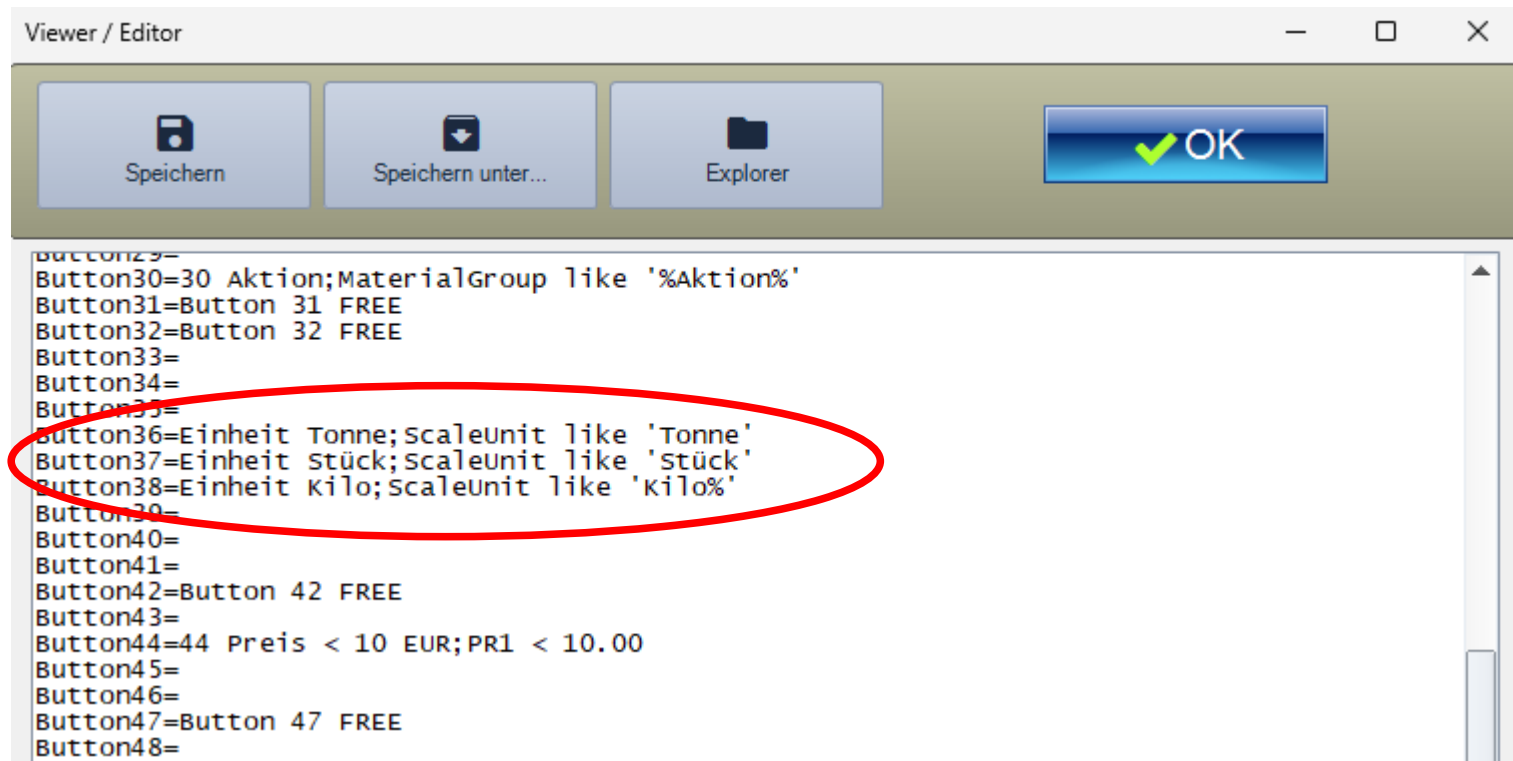 Viewer / Editor
Speichern
Speichern unter...
Explorer
OK
Button29=
Button30=30 Aktion;MaterialGroup like '%Aktion%'
Button31=Button 31 FREE
Button32=Button 32 FREE
Button33=
Button34=
Button35=
Button36=Einheit Tonne;ScaleUnit like 'Tonne'
Button37=Einheit Stück;ScaleUnit like 'Stück'
Button38=Einheit Kilo;ScaleUnit like 'Kilo%'
Button39=
Button40=
Button41=
Button42=Button 42 FREE
Button43=
Button44=44 Preis < 10 EUR;PR1 < 10.00
Button45=
Button46=
Button47=Button 47 FREE
Button48=